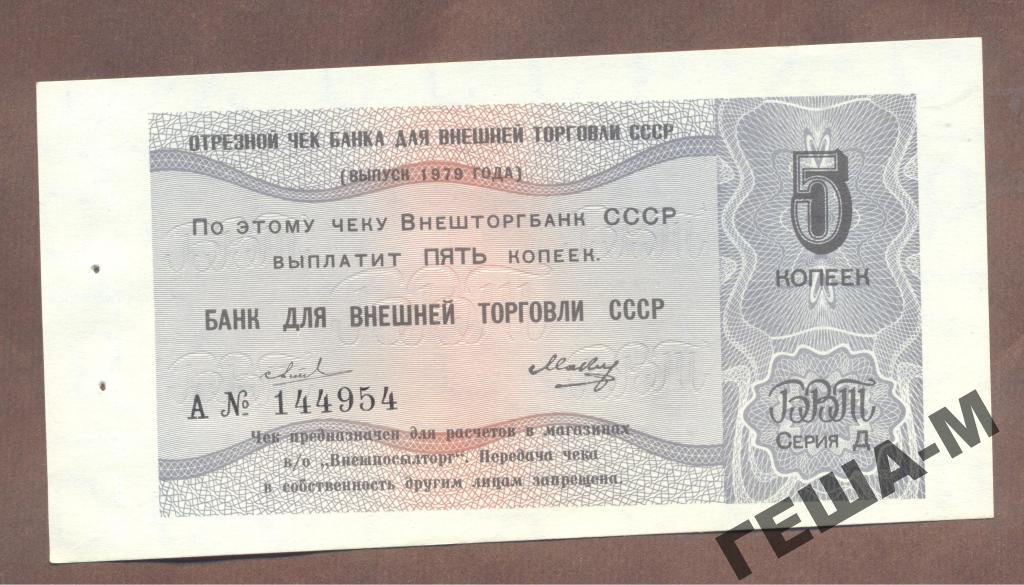 ОТРЕЗНОЙ ЧЕК БАНКА ДЛЯ ВНЕШНЕЙ ТОРГОВЛИ СССР
(ВЫПУСК 1979 ГОДА)
По этому чеку Внешторгбанк СССР
выплатит ПЯТЬ копеек.
БАНК ДЛЯ ВНЕШНЕЙ ТОРГОВЛИ СССР
А № 144954
Чек предназначен для расчетов в магазинах
в/о „Внешпосылторг“. Передача чека
в собственность другим лицам запрещена.
5
КОПЕЕК
БВТ
Серия Д
ГЕША-М